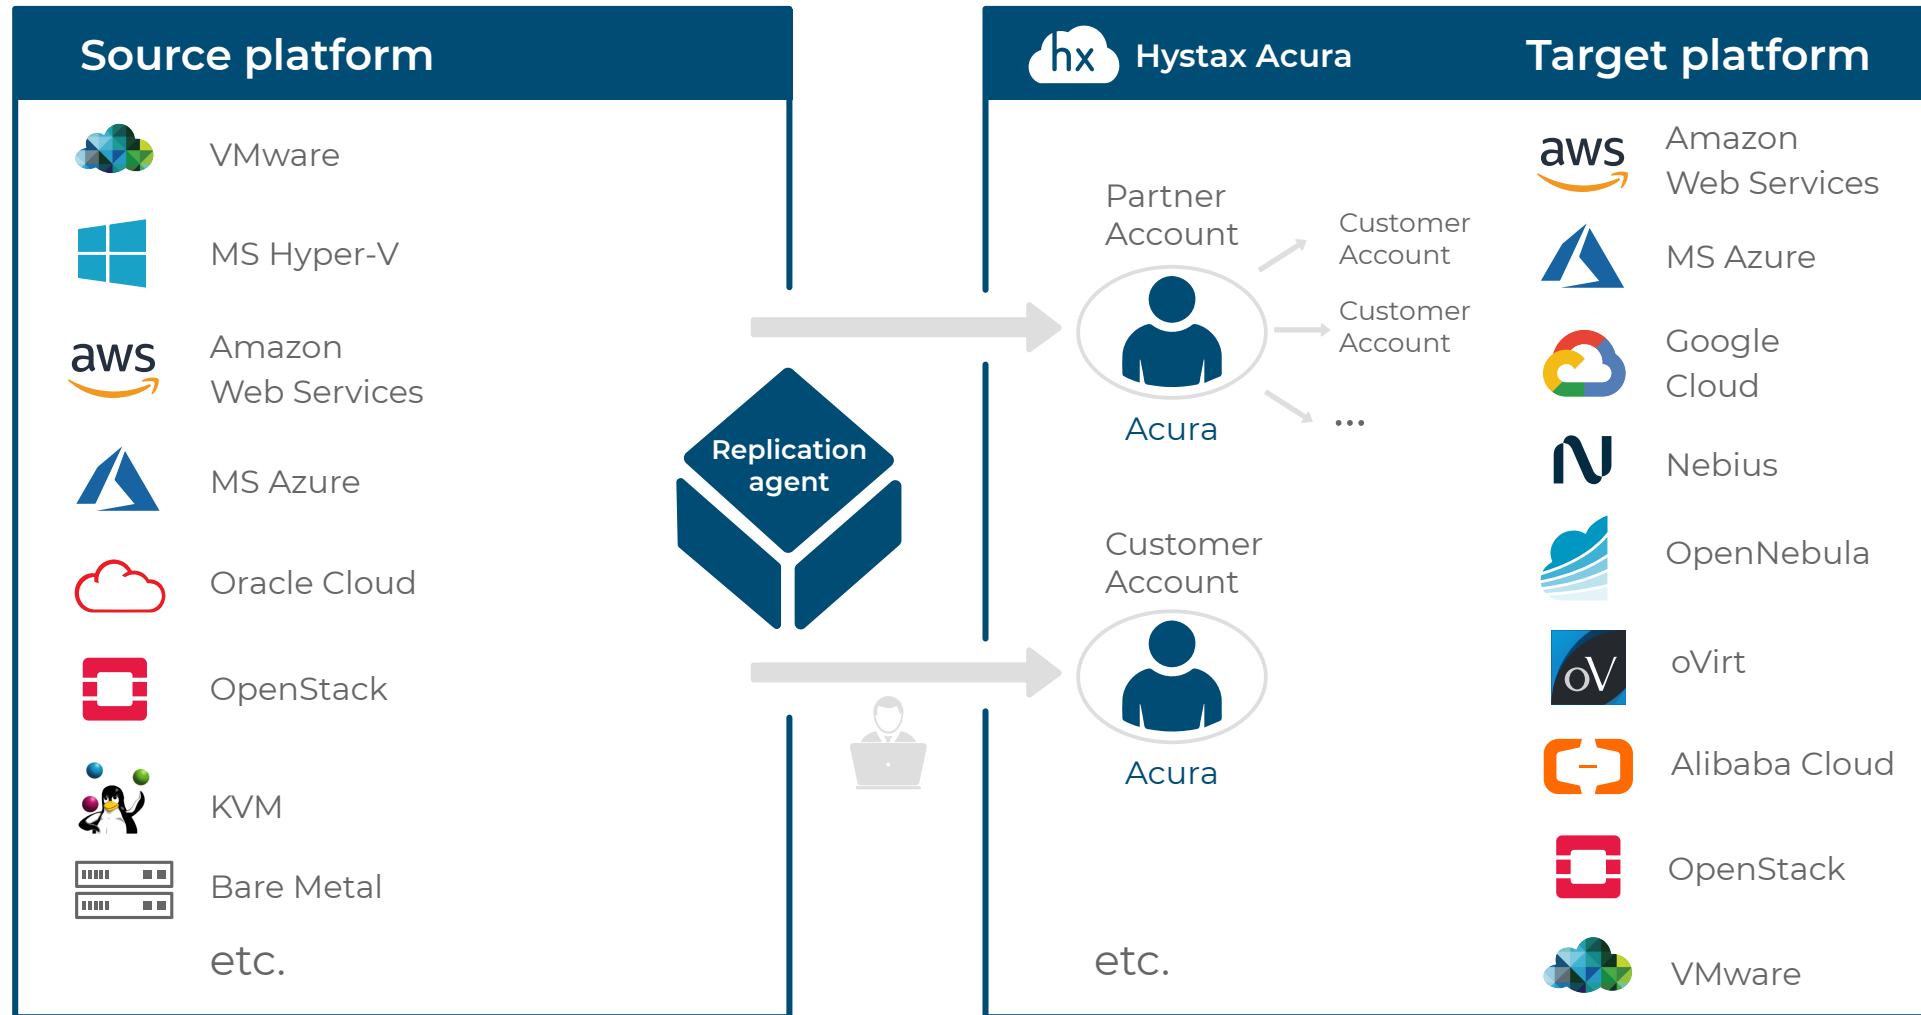 Source platform
VMware
MS Hyper-V
aws
Amazon
Web Services
MS Azure
Oracle Cloud
OpenStack
KVM
Bare Metal
etc.
Replication
agent
hx
Hystax Acura
Target platform
Partner
Account
Acura
Customer
Account
Customer
Account
...
Customer
Account
Acura
etc.
aws
Amazon
Web Services
MS Azure
Google
Cloud
Nebius
OpenNebula
oV
oVirt
Alibaba Cloud
OpenStack
VMware